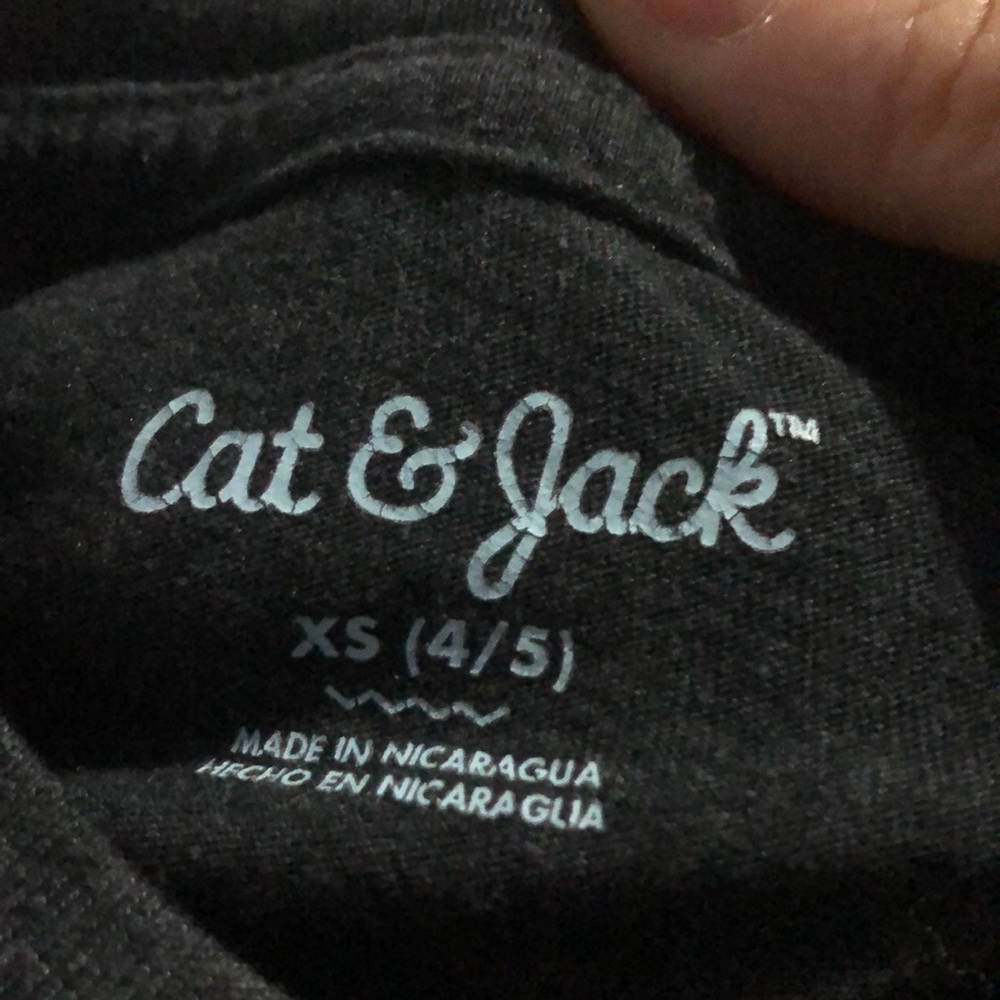 Cat & Jack™
XS (4/5)
MADE IN NICARAGUA
HECHO EN NICARAGUA